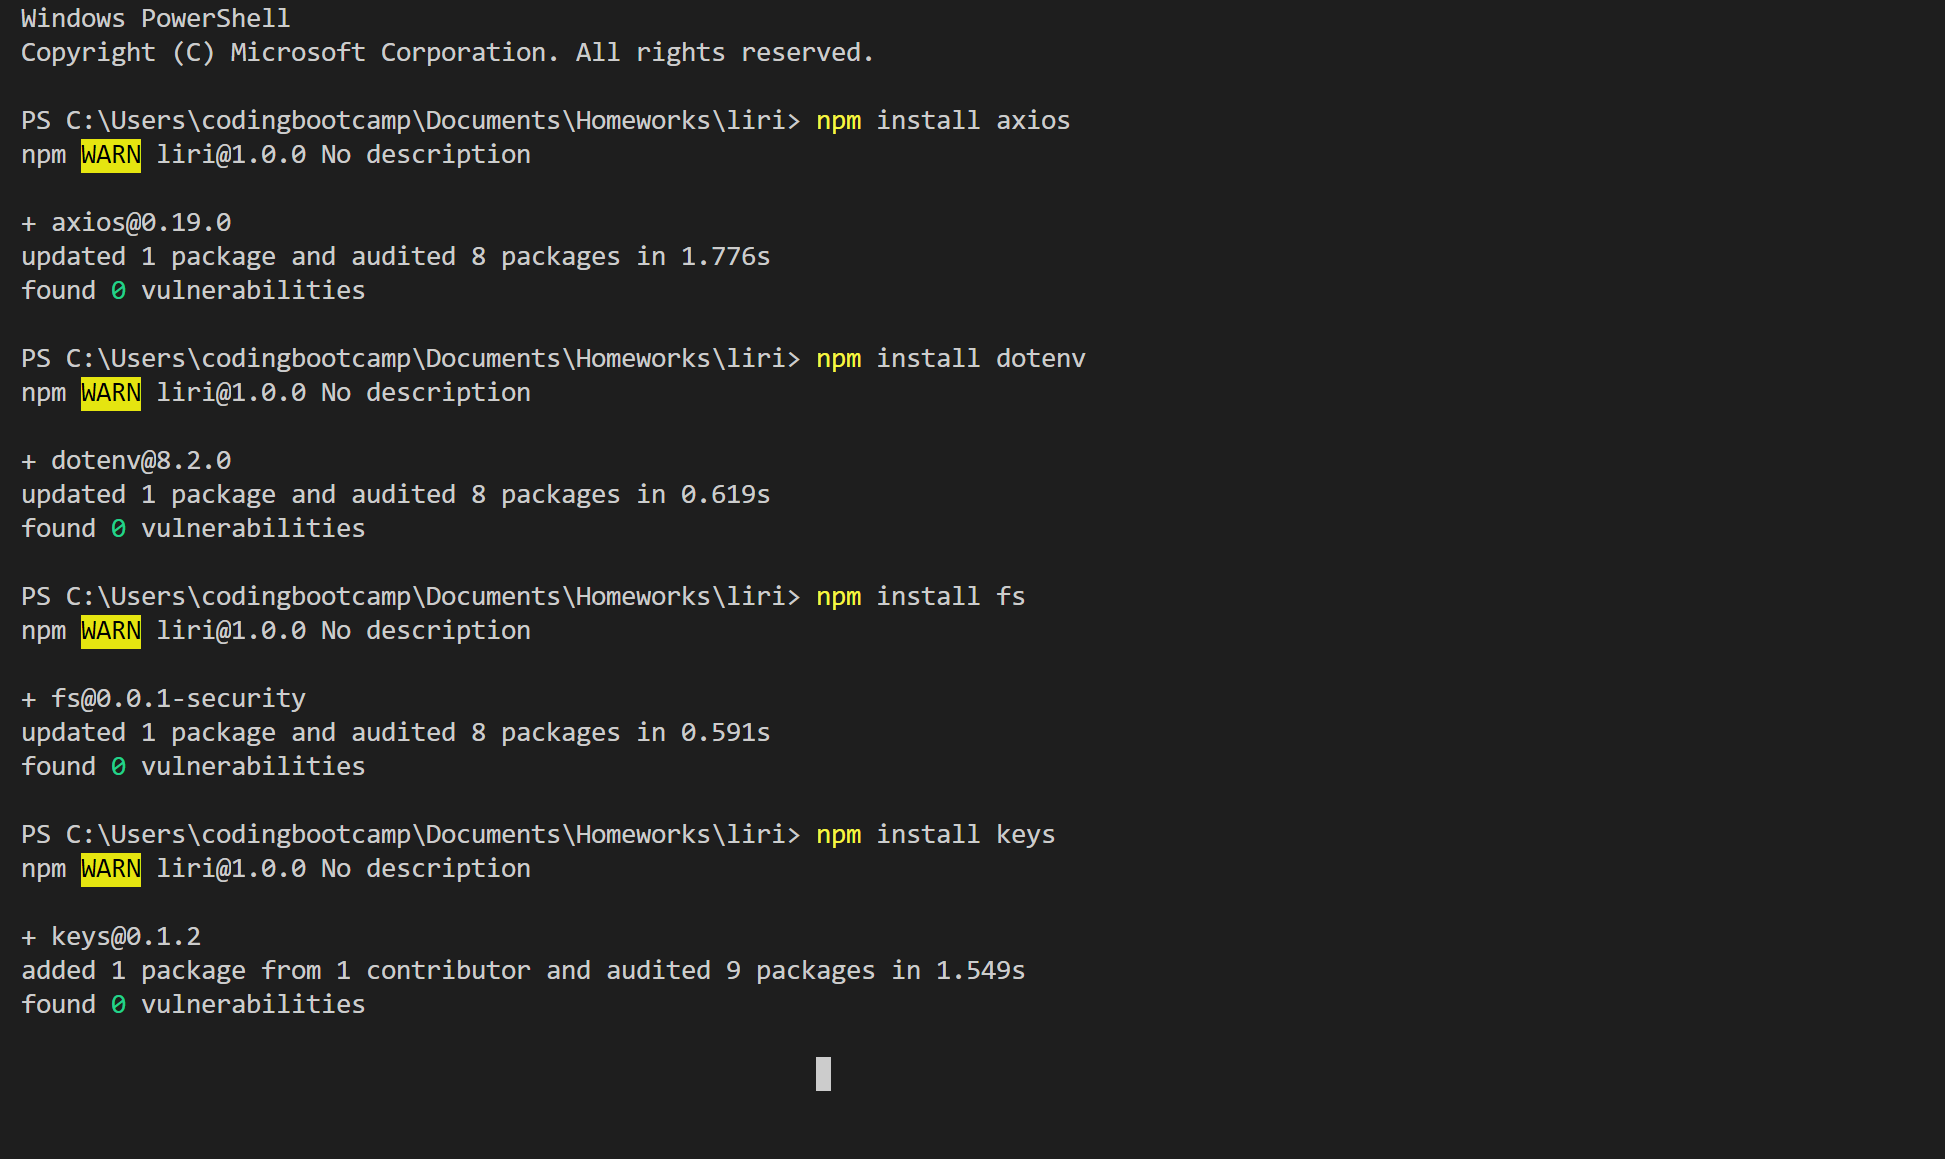 Windows PowerShell
Copyright (C) Microsoft Corporation. All rights reserved.
PS C:\Users\codingbootcamp\Documents\Homeworks\liri> npm install axios
npm WARN liri@1.0.0 No description
+ axios@0.19.0
updated 1 package and audited 8 packages in 1.776s
found 0 vulnerabilities
PS C:\Users\codingbootcamp\Documents\Homeworks\liri> npm install dotenv
npm WARN liri@1.0.0 No description
+ dotenv@8.2.0
updated 1 package and audited 8 packages in 0.619s
found 0 vulnerabilities
PS C:\Users\codingbootcamp\Documents\Homeworks\liri> npm install fs
npm WARN liri@1.0.0 No description
+ fs@0.0.1-security
updated 1 package and audited 8 packages in 0.591s
found 0 vulnerabilities
PS C:\Users\codingbootcamp\Documents\Homeworks\liri> npm install keys
npm WARN liri@1.0.0 No description
+ keys@0.1.2
added 1 package from 1 contributor and audited 9 packages in 1.549s
found 0 vulnerabilities